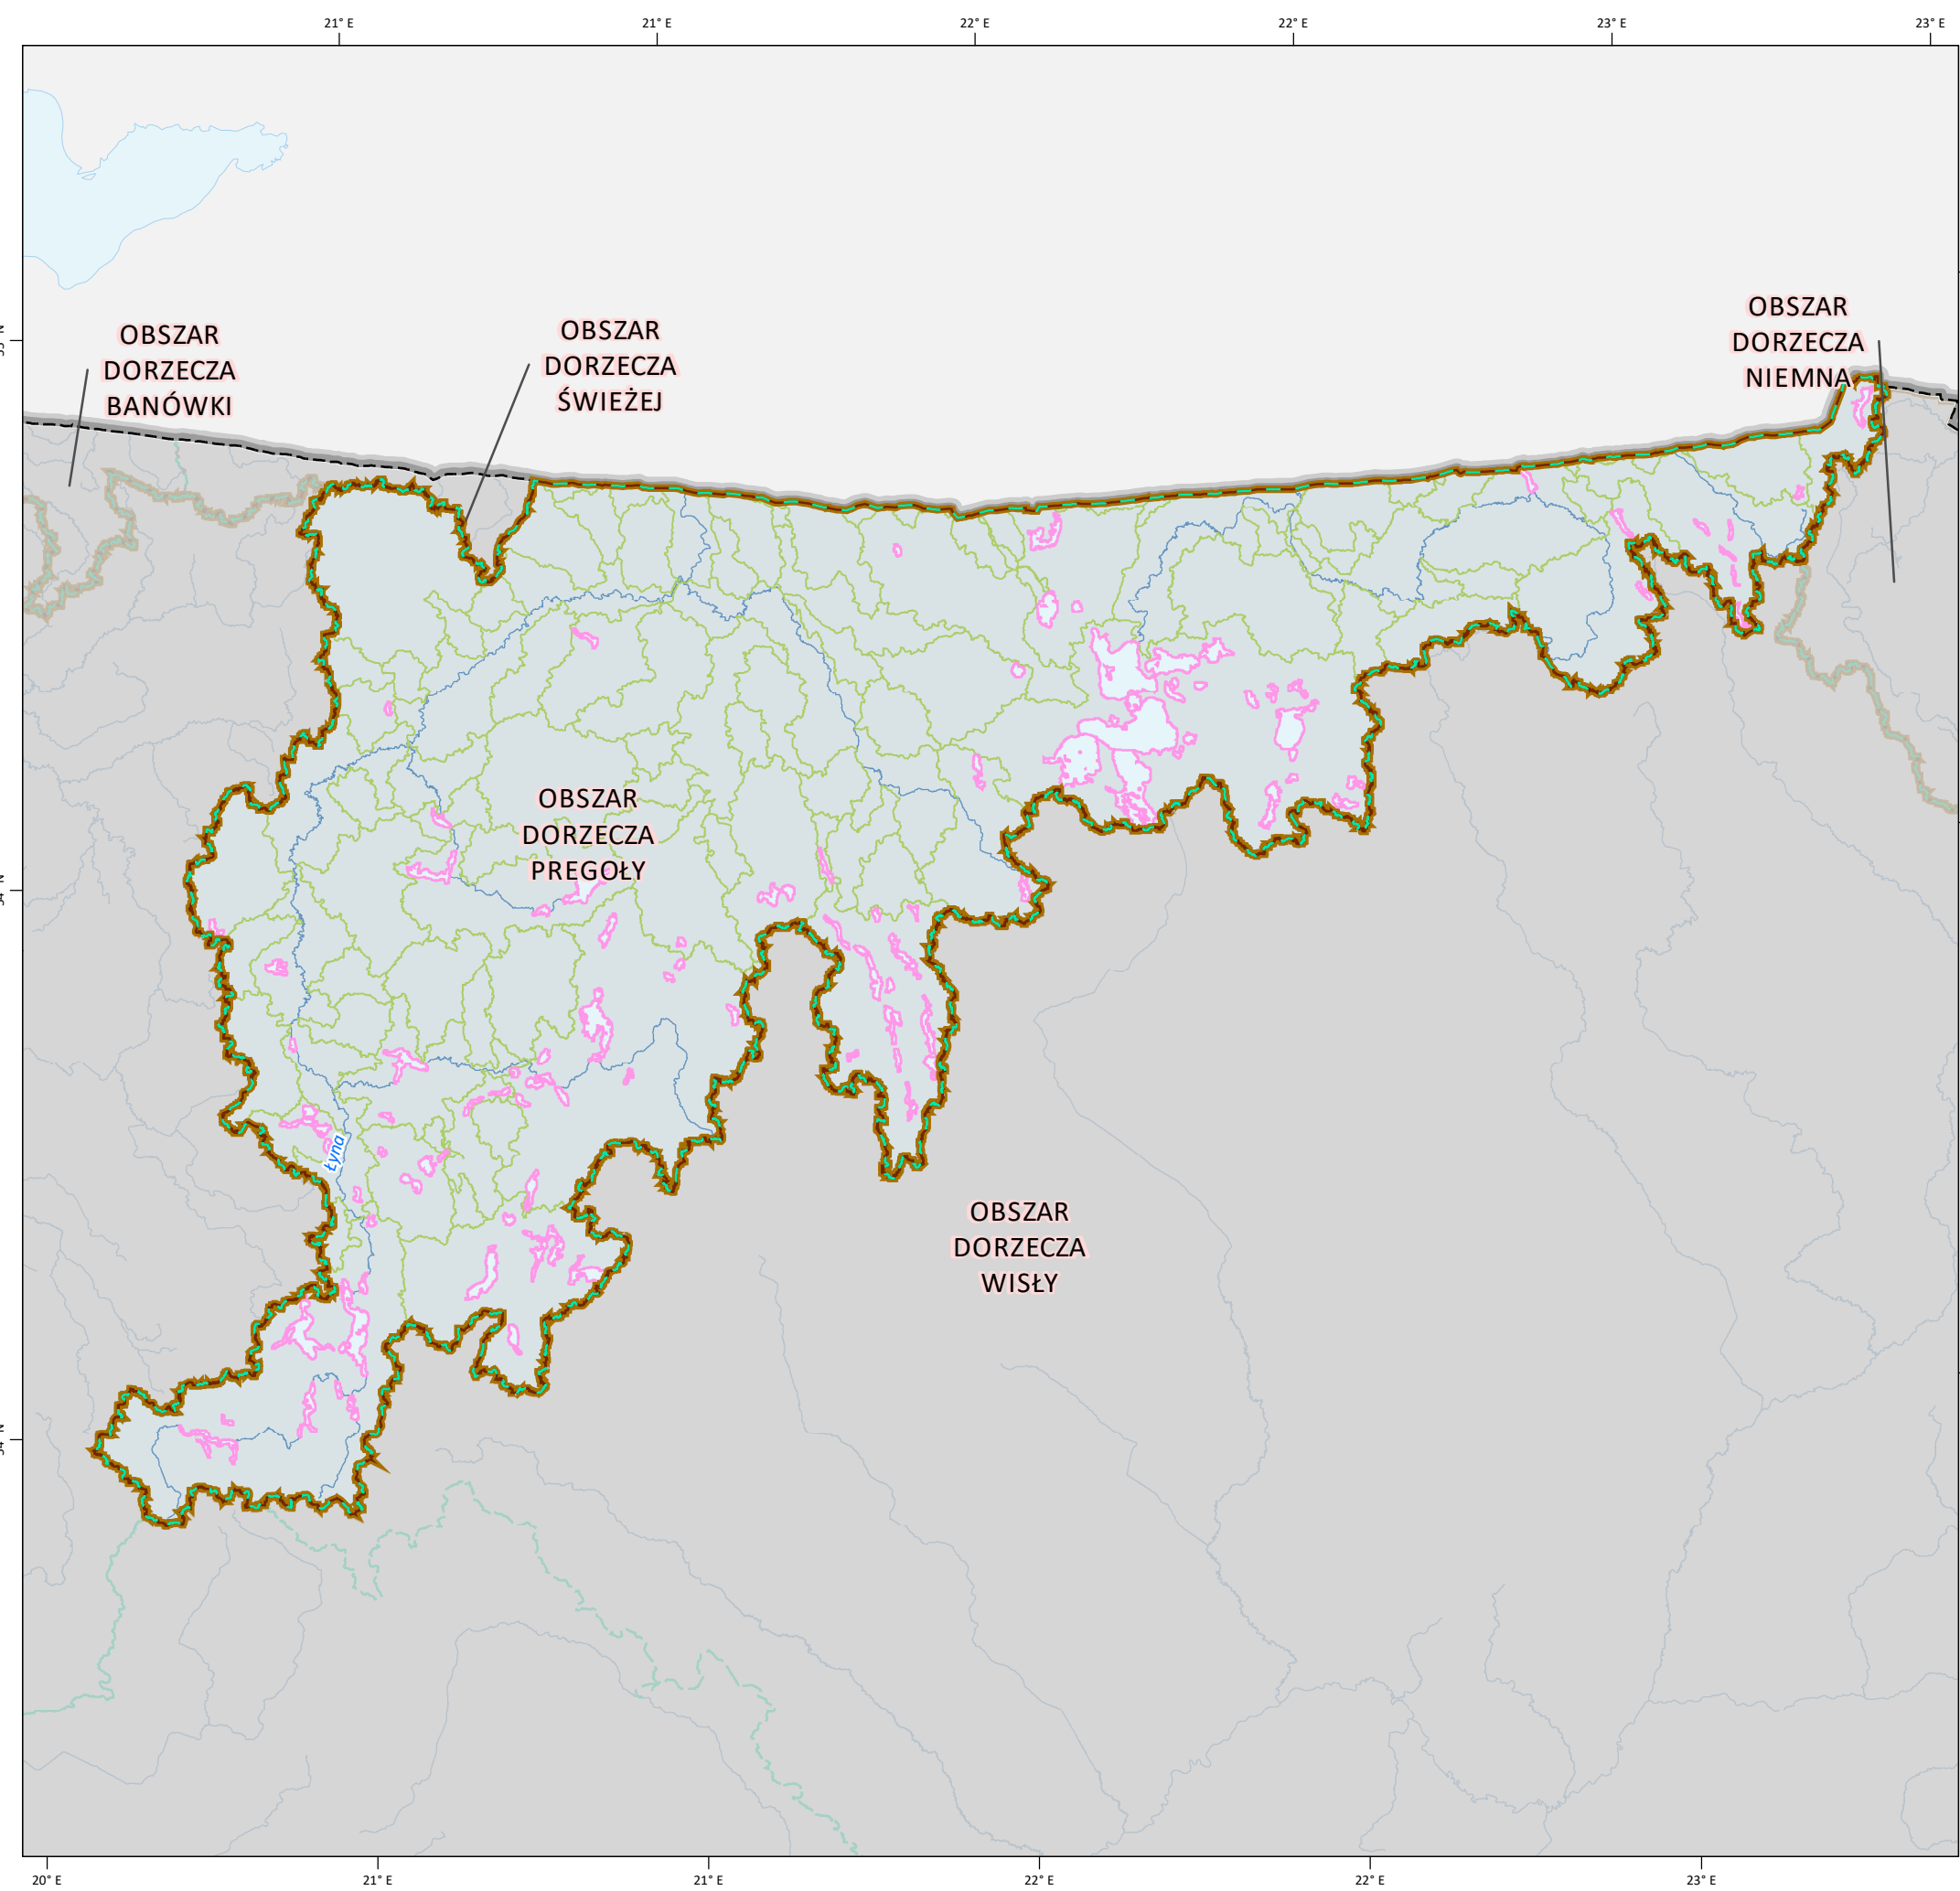 21° E 21° E 22° E 22° E 23° E 23° E
OBSZAR
DORZECZA
BANÓWKI
OBSZAR
DORZECZA
ŚWIEŻEJ
OBSZAR
DORZECZA
NIEMNA
OBSZAR
DORZECZA
PREGOŁY
Łyna
OBSZAR
DORZECZA
WISŁY
20° E 21° E 21° E 22° E 22° E 23° E